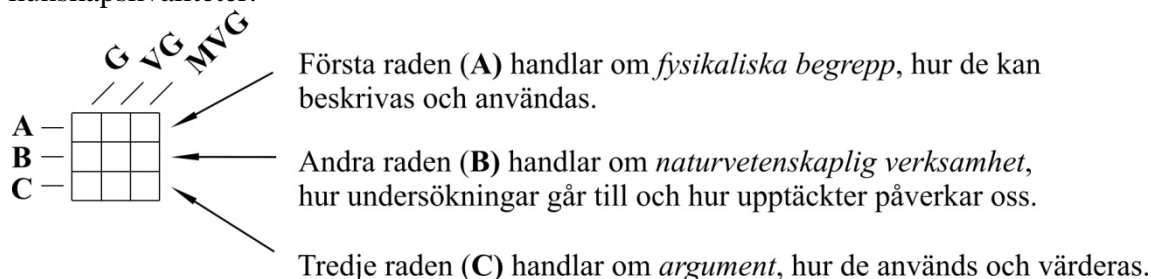 G VG MVG
Första raden (A) handlar om fysikaliska begrepp, hur de kan
beskrivas och användas.
A
B
Andra raden (B) handlar om naturvetenskaplig verksamhet,
hur undersökningar går till och hur upptäckter påverkar oss.
C
Tredje raden (C) handlar om argument, hur de används och värderas.